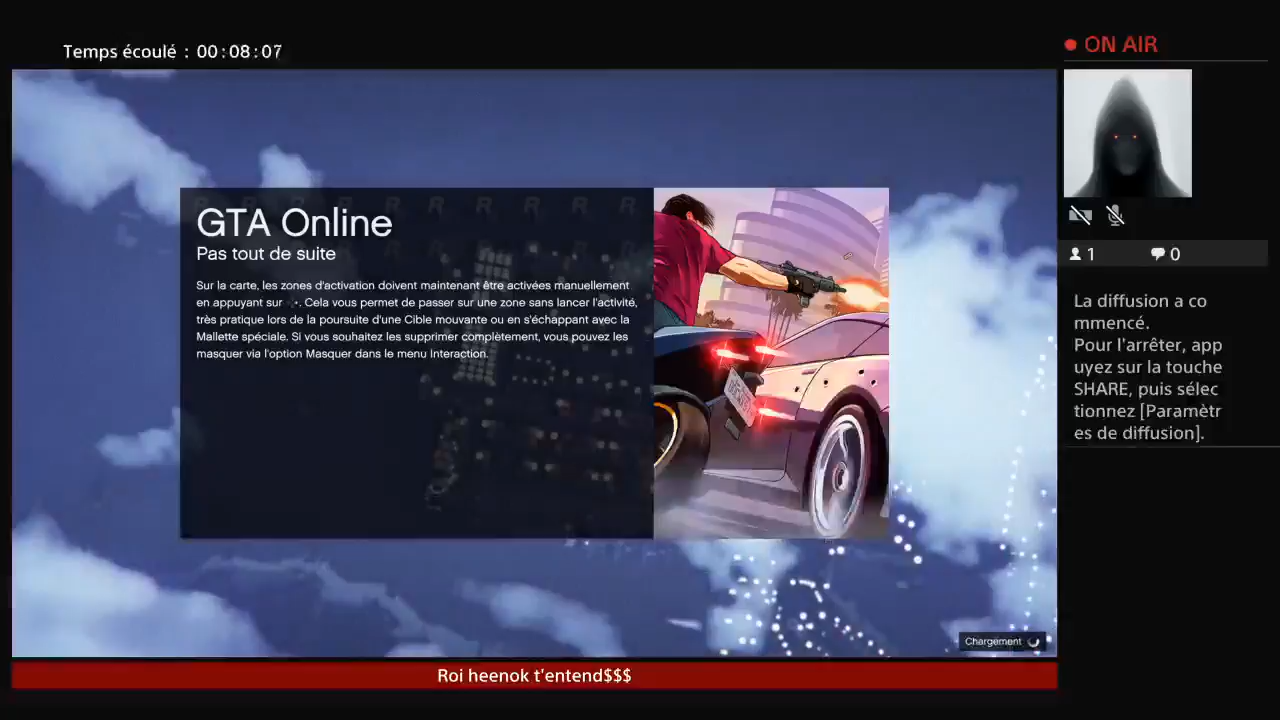 Temps écoulé : 00:08:07
ON AIR
GTA Online
Pas tout de suite
Sur la carte, les zones d'activation doivent maintenant être activées manuellement
en appuyant sur . Cela vous permet de passer sur une zone sans lancer l'activité,
très pratique lors de la poursuite d'une Cible mouvante ou en s'échappant avec la
Mallette spéciale. Si vous souhaitez les supprimer complètement, vous pouvez les
masquer via l'option Masquer dans le menu Interaction.
1 0
La diffusion a co
mmencé.
Pour l'arrêter, app
uyez sur la touche
SHARE, puis sélec
tionnez [Paramètr
es de diffusion].
Chargement
Roi heenok t'entend$$$